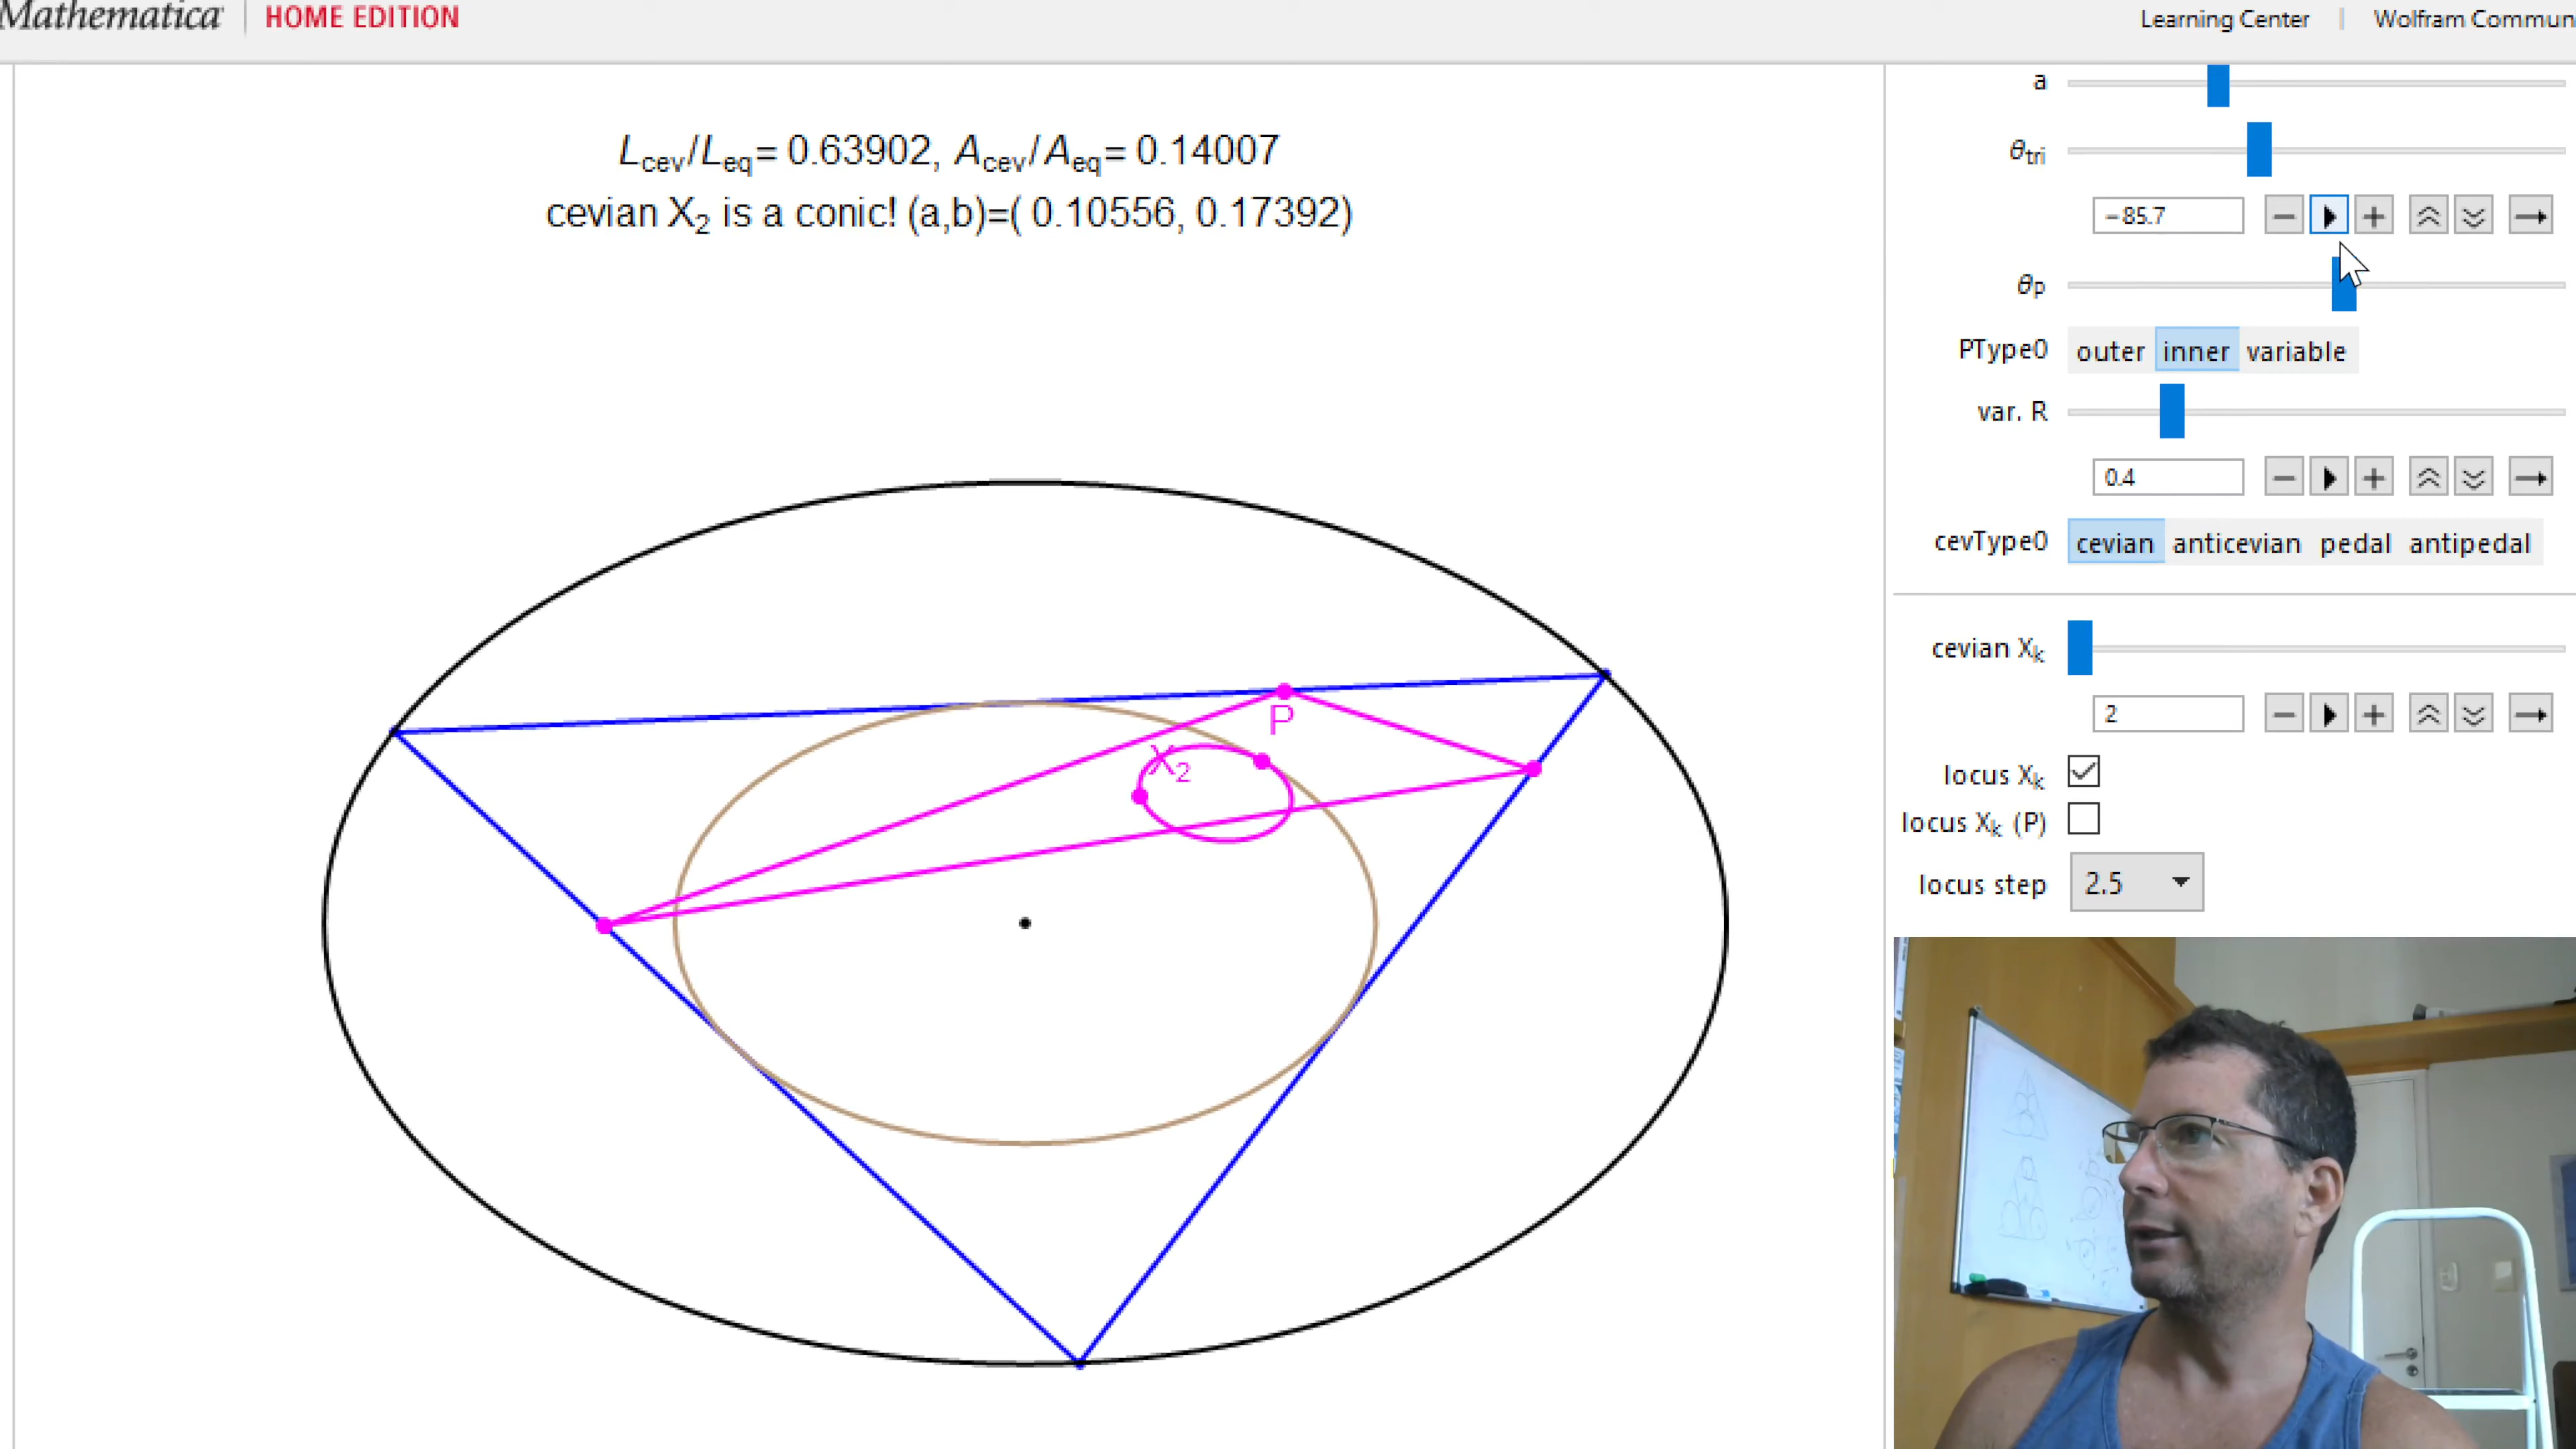 Mathematica | HOME EDITION
Learning Center | Wolfram Commun
L_cev/L_eq= 0.63902, A_cev/A_eq= 0.14007
cevian X₂ is a conic! (a,b)=( 0.10556, 0.17392)
P
X₂
a
θ_tri
−85.7
θ_p
PType0 outer inner variable
var. R
0.4
cevType0 cevian anticevian pedal antipedal
cevian X_k
2
locus X_k
locus X_k (P)
locus step 2.5